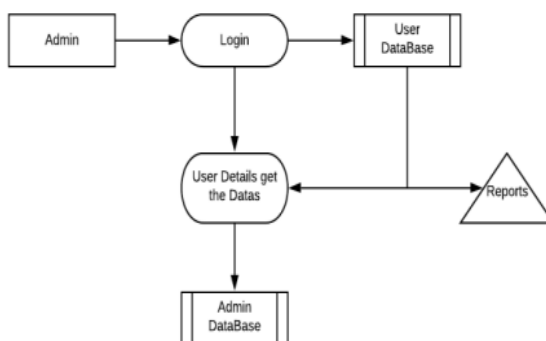 Admin
Login
User
DataBase
User Details get
the Datas
Reports
Admin
DataBase